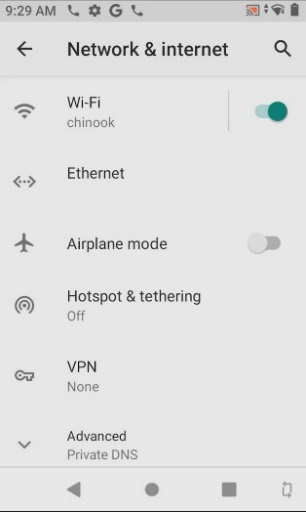 9:29 AM
Network & internet
Wi-Fi
chinook
Ethernet
Airplane mode
Hotspot & tethering
Off
VPN
None
Advanced
Private DNS